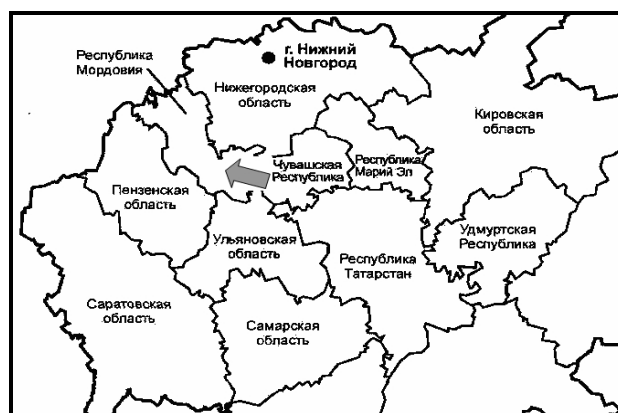 г. Нижний
Новгород
Республика
Мордовия
Нижегородская
область
Кировская
область
Чувашская
Республика
Республика
Марий Эл
Пензенская
область
Ульяновская
область
Удмуртская
Республика
Республика
Татарстан
Саратовская
область
Самарская
область